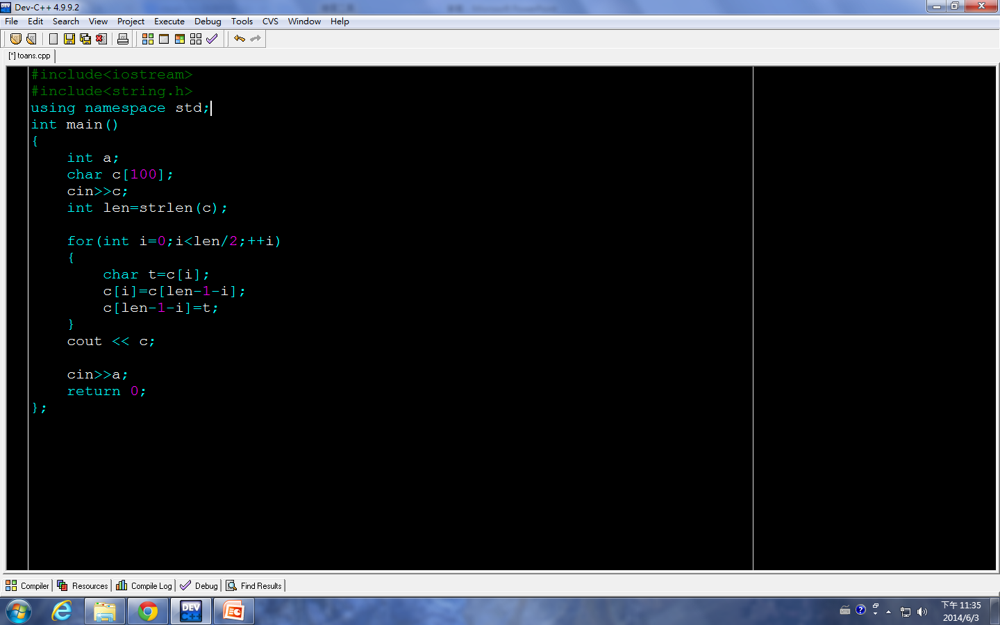 Dev-C++ 4.9.9.2
File Edit Search View Project Execute Debug Tools CVS Window Help
[*] toans.cpp
#include<iostream>
#include<string.h>
using namespace std;
int main()
{
    int a;
    char c[100];
    cin>>c;
    int len=strlen(c);
    for(int i=0;i<len/2;++i)
    {
        char t=c[i];
        c[i]=c[len-1-i];
        c[len-1-i]=t;
    }
    cout << c;
    cin>>a;
    return 0;
};
Compiler Resources Compile Log Debug Find Results
DEV
C++
下午 11:35
2014/6/3